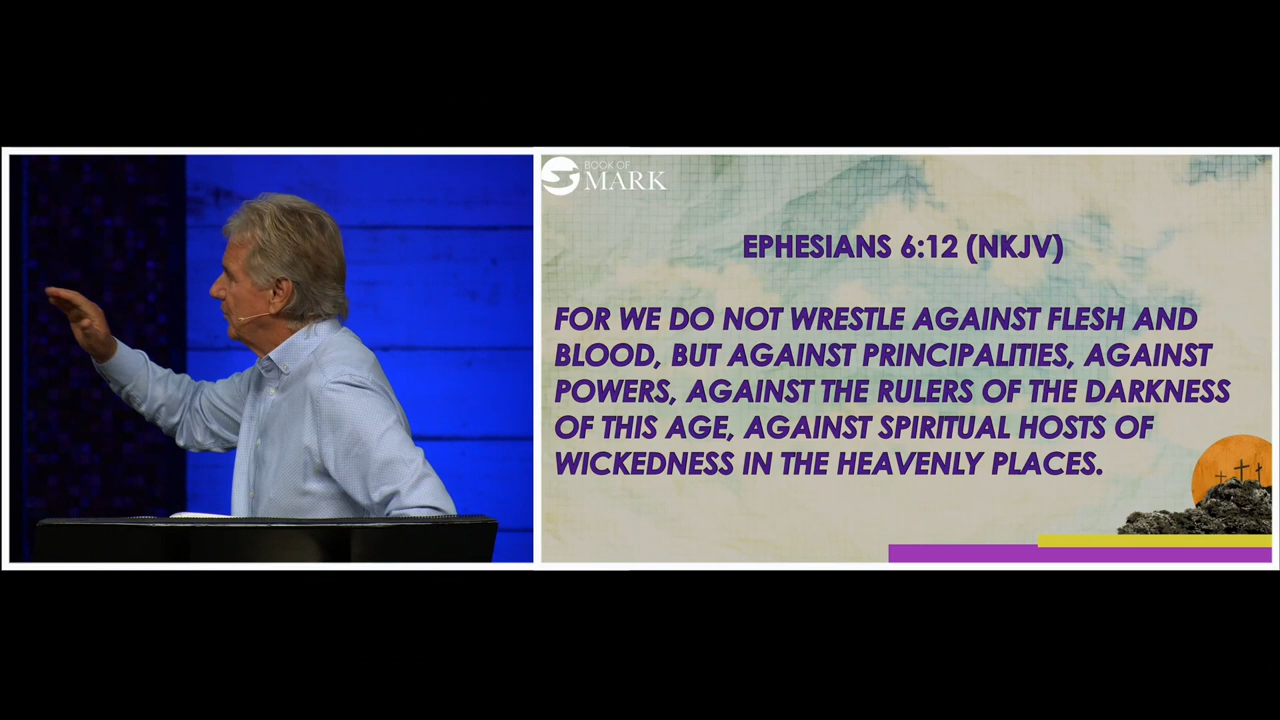 BOOK OF
MARK
EPHESIANS 6:12 (NKJV)
FOR WE DO NOT WRESTLE AGAINST FLESH AND
BLOOD, BUT AGAINST PRINCIPALITIES, AGAINST
POWERS, AGAINST THE RULERS OF THE DARKNESS
OF THIS AGE, AGAINST SPIRITUAL HOSTS OF
WICKEDNESS IN THE HEAVENLY PLACES.